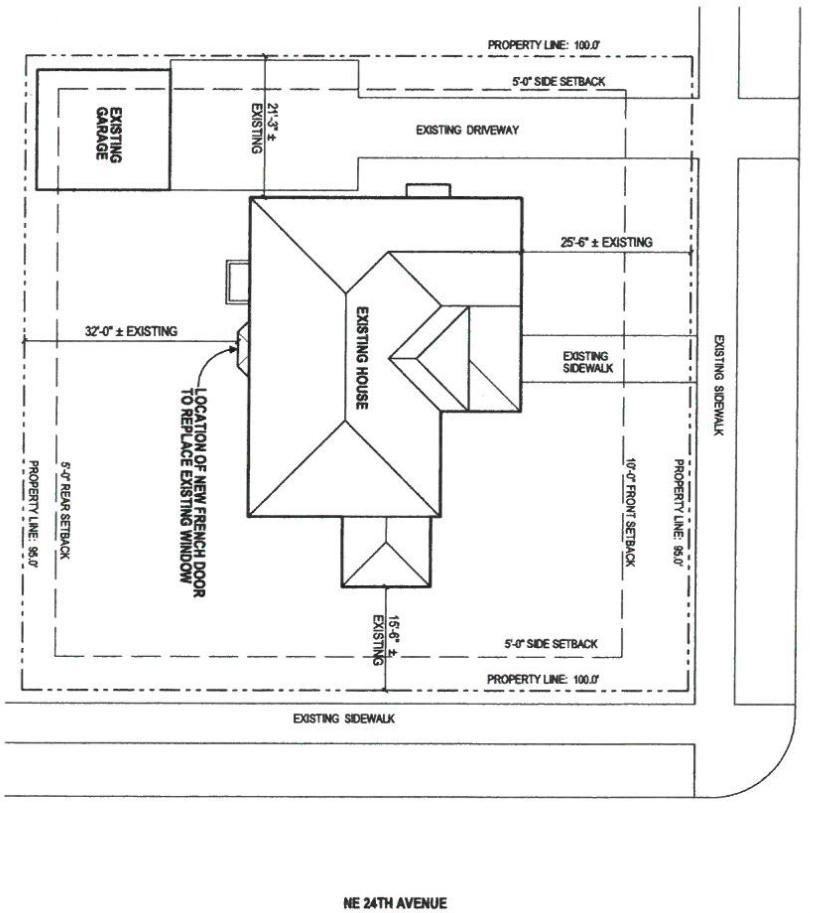 PROPERTY LINE: 100.0'
5'-0" SIDE SETBACK
EXISTING
GARAGE
21'-3" ±
EXISTING
EXISTING DRIVEWAY
25'-6" ± EXISTING
32'-0" ± EXISTING
EXISTING HOUSE
EXISTING
SIDEWALK
EXISTING SIDEWALK
LOCATION OF NEW FRENCH DOOR
TO REPLACE EXISTING WINDOW
PROPERTY LINE: 95.0'
5'-0" REAR SETBACK
10'-0" FRONT SETBACK
PROPERTY LINE: 95.0'
15'-6" ±
EXISTING
5'-0" SIDE SETBACK
PROPERTY LINE: 100.0'
EXISTING SIDEWALK
NE 24TH AVENUE